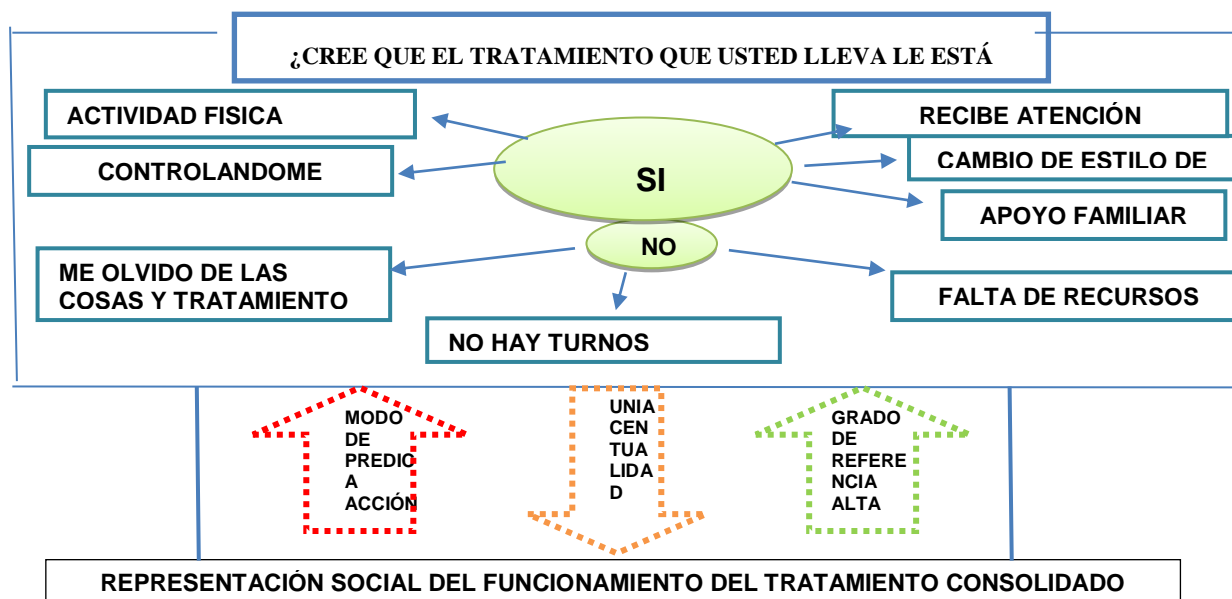 ¿CREE QUE EL TRATAMIENTO QUE USTED LLEVA LE ESTÁ
ACTIVIDAD FISICA
RECIBE ATENCIÓN
CONTROLANDOME
SI
CAMBIO DE ESTILO DE
APOYO FAMILIAR
NO
ME OLVIDO DE LAS
COSAS Y TRATAMIENTO
FALTA DE RECURSOS
NO HAY TURNOS
MODO
DE
PREDIC
A
ACCIÓN
UNIA
CEN
TUA
LIDA
D
GRADO
DE
REFERE
NCIA
ALTA
REPRESENTACIÓN SOCIAL DEL FUNCIONAMIENTO DEL TRATAMIENTO CONSOLIDADO